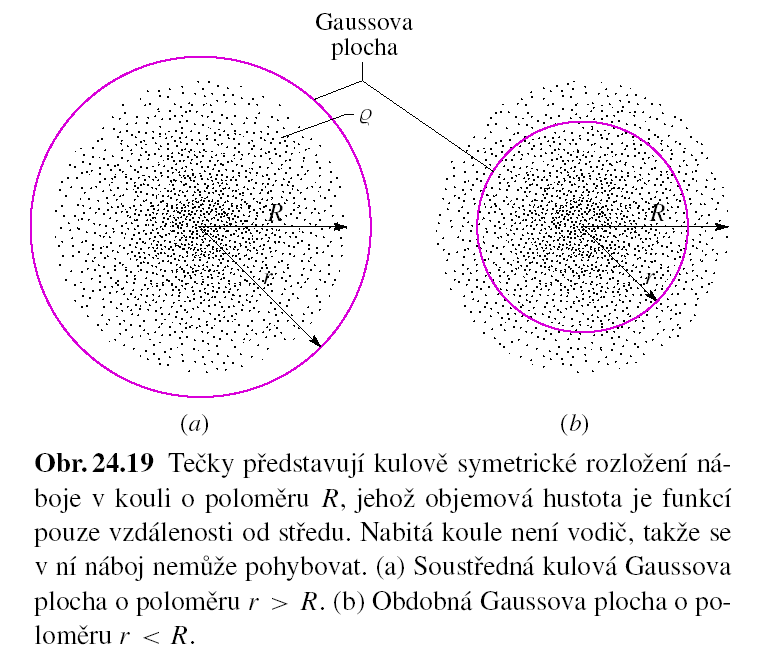 Gaussova
plocha
ϱ
R
r
R
r
(a)
(b)
Obr. 24.19 Tečky představují kulově symetrické rozložení ná-
boje v kouli o poloměru R, jehož objemová hustota je funkcí
pouze vzdálenosti od středu. Nabitá koule není vodič, takže se
v ní náboj nemůže pohybovat. (a) Soustředná kulová Gaussova
plocha o poloměru r > R. (b) Obdobná Gaussova plocha o po-
loměru r < R.